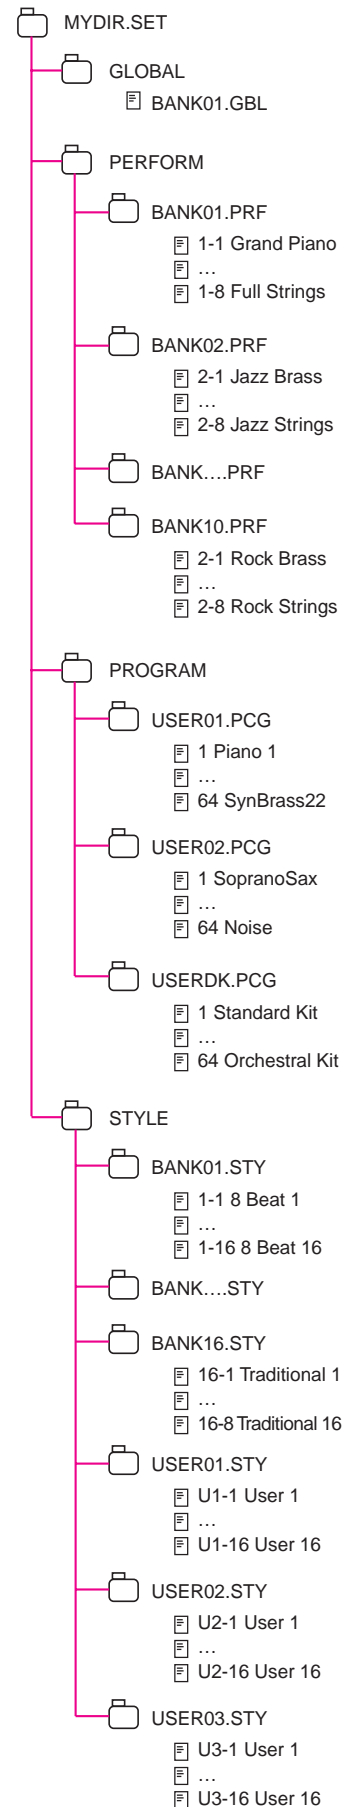 MYDIR.SET
GLOBAL
BANK01.GBL
PERFORM
BANK01.PRF
1-1 Grand Piano
…
1-8 Full Strings
BANK02.PRF
2-1 Jazz Brass
…
2-8 Jazz Strings
BANK….PRF
BANK10.PRF
2-1 Rock Brass
…
2-8 Rock Strings
PROGRAM
USER01.PCG
1 Piano 1
…
64 SynBrass22
USER02.PCG
1 SopranoSax
…
64 Noise
USERDK.PCG
1 Standard Kit
…
64 Orchestral Kit
STYLE
BANK01.STY
1-1 8 Beat 1
…
1-16 8 Beat 16
BANK….STY
BANK16.STY
16-1 Traditional 1
…
16-8 Traditional 16
USER01.STY
U1-1 User 1
…
U1-16 User 16
USER02.STY
U2-1 User 1
…
U2-16 User 16
USER03.STY
U3-1 User 1
…
U3-16 User 16